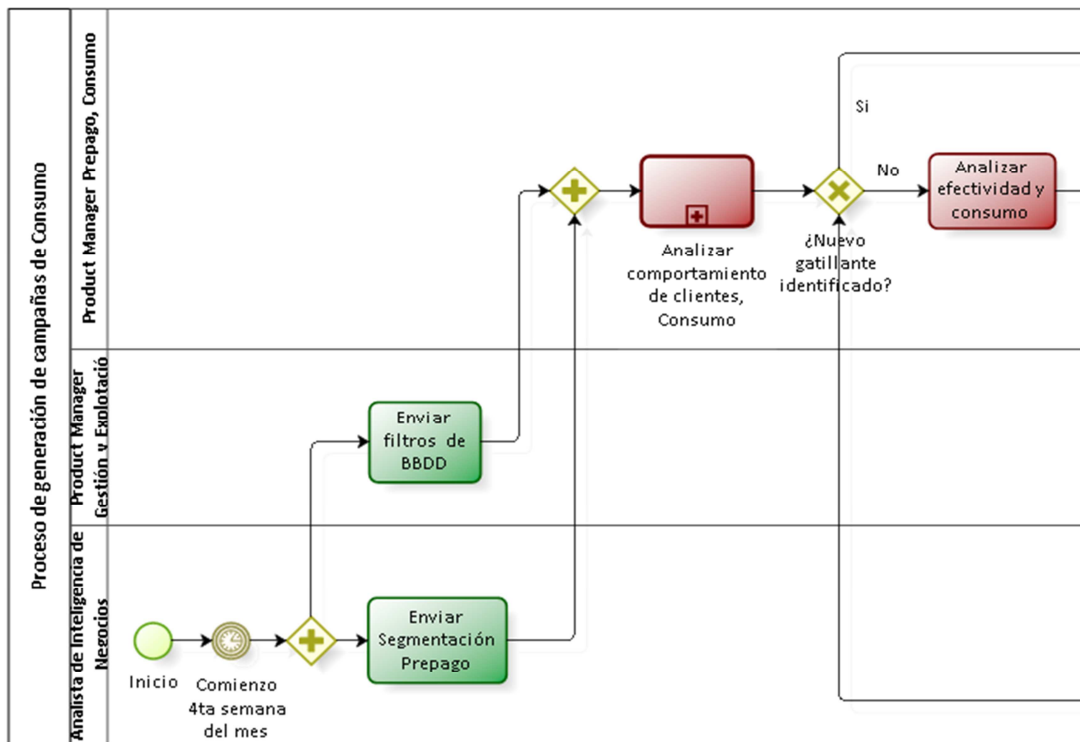 Proceso de generación de campañas de Consumo
Product Manager Prepago, Consumo
Si
No
Analizar
efectividad y
consumo
¿Nuevo
gatillante
identificado?
Analizar
comportamiento
de clientes,
Consumo
Product Manager
Gestión y Explotació
Enviar
filtros de
BBDD
Analista de Inteligencia de
Negocios
Enviar
Segmentación
Prepago
Inicio
Comienzo
4ta semana
del mes